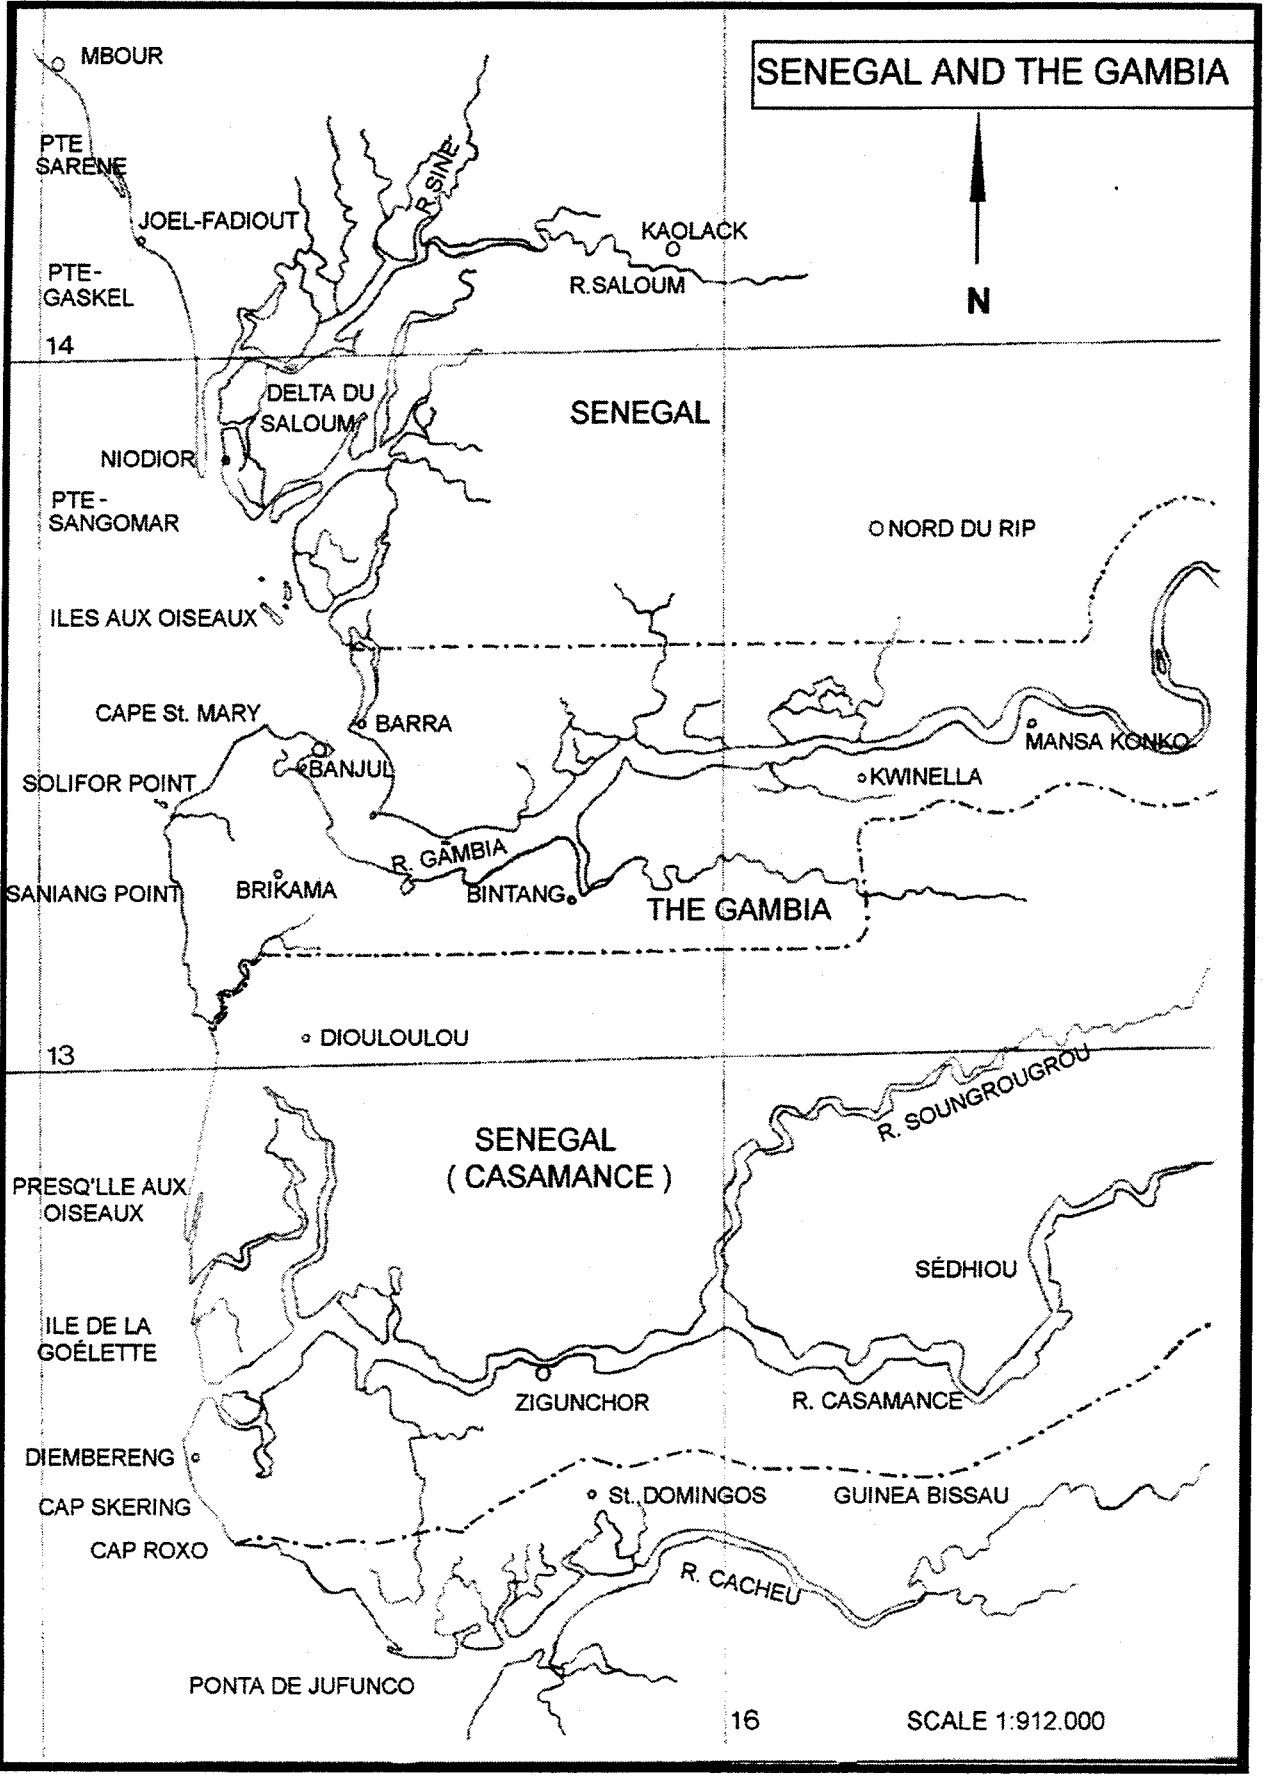 MBOUR
SENEGAL AND THE GAMBIA
PTE
SARENE
R. SINE
JOEL-FADIOUT
KAOLACK
PTE-
GASKEL
R.SALOUM
N
14
DELTA DU
SALOUM
SENEGAL
NIODIOR
PTE -
SANGOMAR
NORD DU RIP
ILES AUX OISEAUX
CAPE St. MARY
BARRA
MANSA KONKO
BANJUL
SOLIFOR POINT
KWINELLA
R. GAMBIA
SANIANG POINT
BRIKAMA
BINTANG
THE GAMBIA
DIOULOULOU
13
R. SOUNGROUGROU
SENEGAL
( CASAMANCE )
PRESQ'LLE AUX
OISEAUX
SÉDHIOU
ILE DE LA
GOÉLETTE
ZIGUNCHOR
R. CASAMANCE
DIEMBERENG
CAP SKERING
St. DOMINGOS
GUINEA BISSAU
CAP ROXO
R. CACHEU
PONTA DE JUFUNCO
16
SCALE 1:912.000